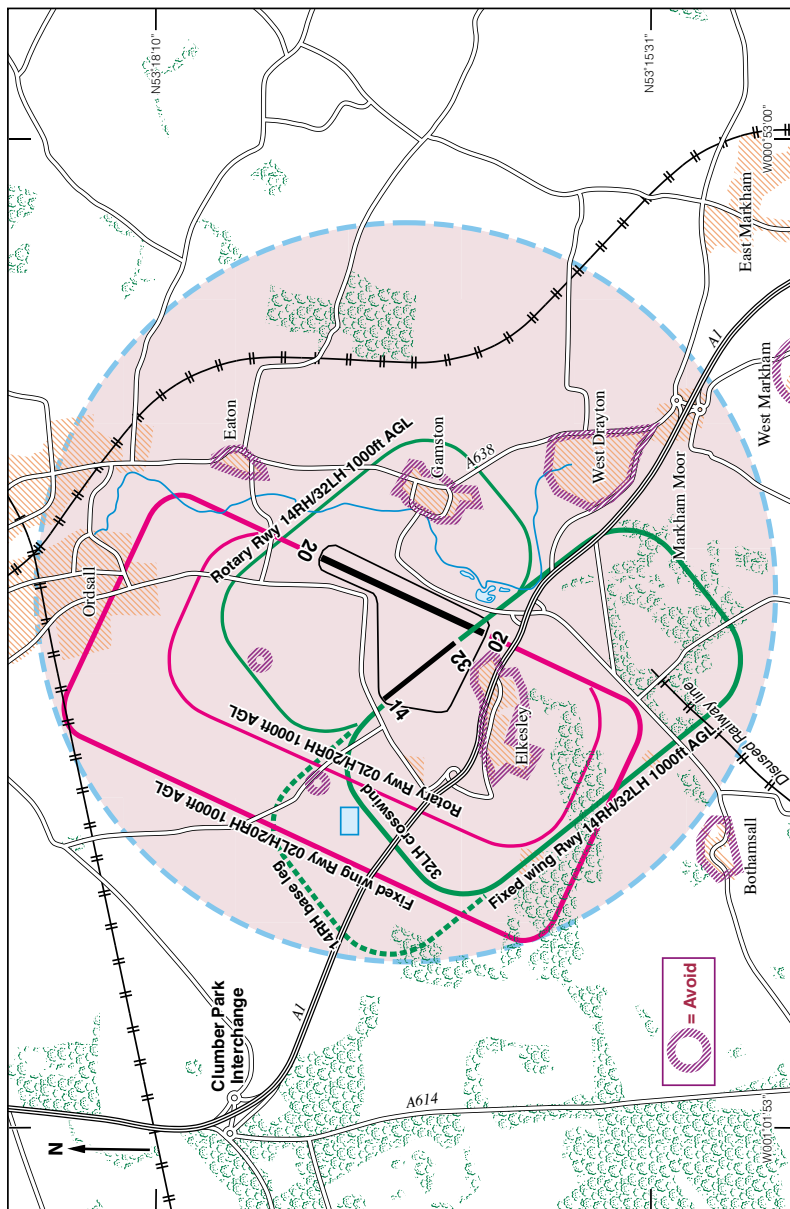 N53°18'10"
N53°15'31"
W000°53'00"
W001°01'53"
N
Ordsall
Eaton
Gamston
A638
West Drayton
Markham Moor
East Markham
West Markham
A1
Elkesley
Bothamsall
Disused Railway line
Clumber Park
Interchange
A1
A614
20
02
32
14
Rotary Rwy 14RH/32LH 1000ft AGL
Rotary Rwy 02LH/20RH 1000ft AGL
Fixed wing Rwy 02LH/20RH 1000ft AGL
Fixed wing Rwy 14RH/32LH 1000ft AGL
32LH crosswind
14RH base leg
= Avoid